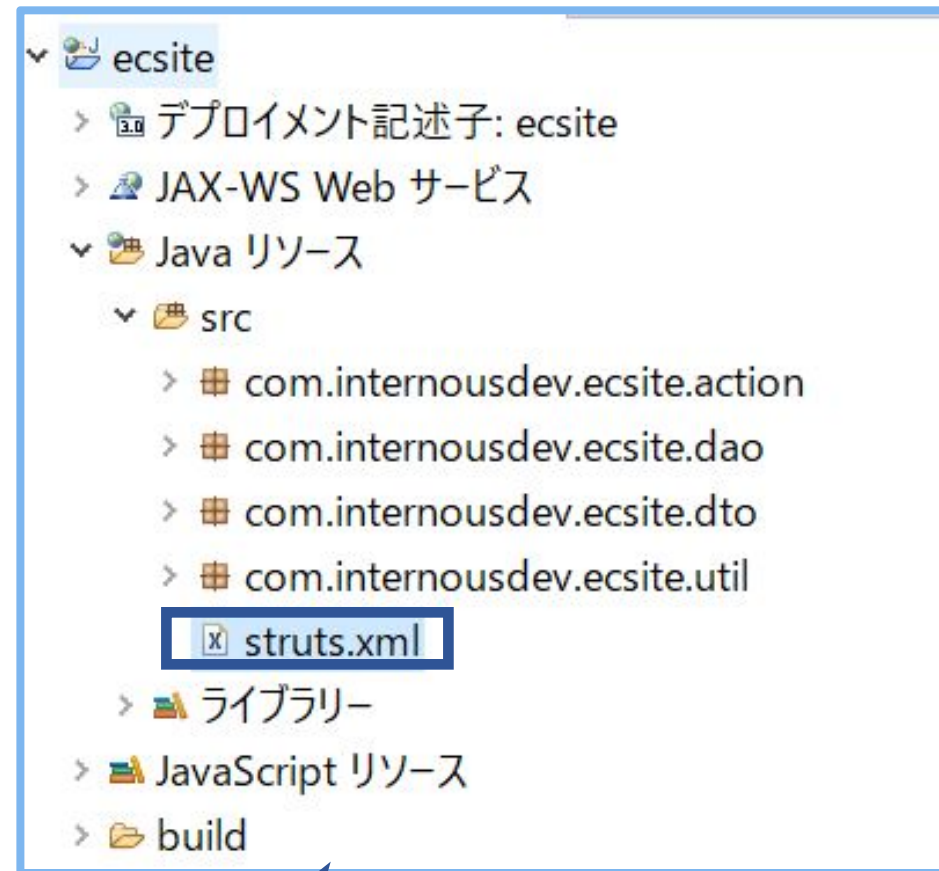 ecsite
デプロイメント記述子: ecsite
JAX-WS Web サービス
Java リソース
src
com.internousdev.ecsite.action
com.internousdev.ecsite.dao
com.internousdev.ecsite.dto
com.internousdev.ecsite.util
struts.xml
ライブラリー
JavaScript リソース
build